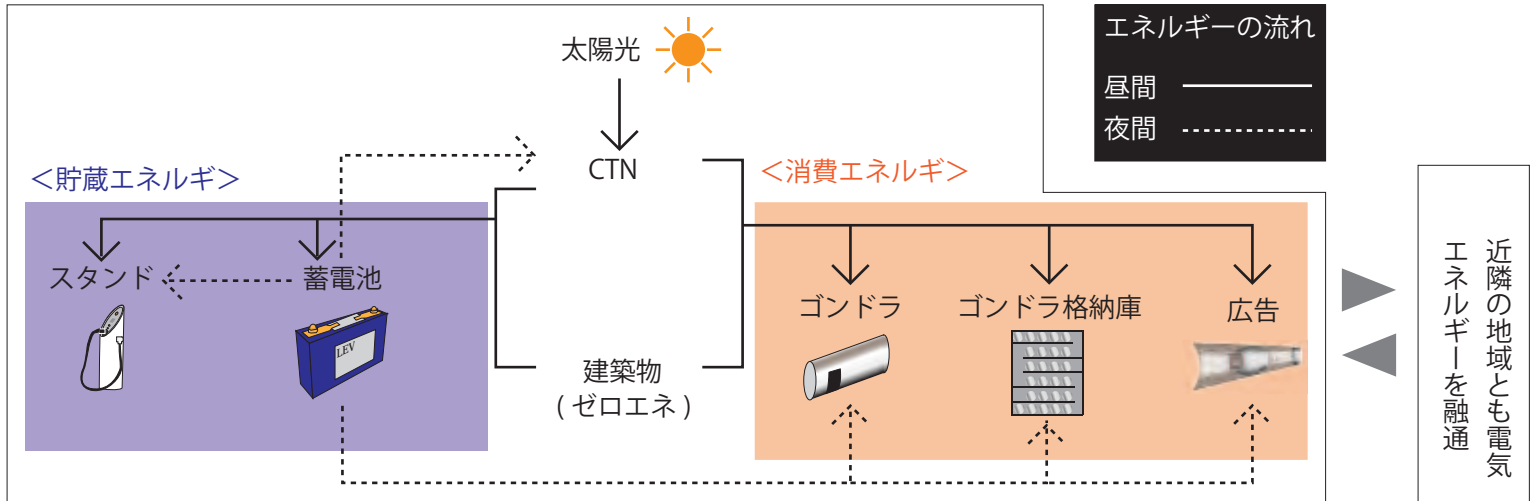 太陽光
エネルギーの流れ
昼間
夜間
CTN
＜貯蔵エネルギ＞
＜消費エネルギ＞
スタンド
蓄電池
LEV
ゴンドラ
ゴンドラ格納庫
広告
建築物
( ゼロエネ )
近隣の地域とも電気
エネルギーを融通